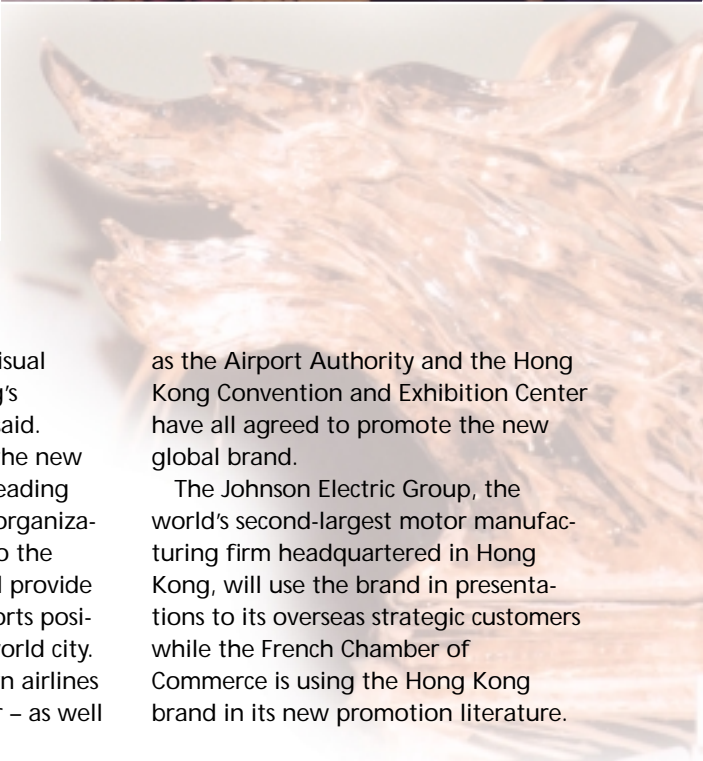 isual
g's
aid.
he new
eading
organiza-
o the
l provide
orts posi-
orld city.
n airlines
r – as well
as the Airport Authority and the Hong
Kong Convention and Exhibition Center
have all agreed to promote the new
global brand.
The Johnson Electric Group, the
world's second-largest motor manufac-
turing firm headquartered in Hong
Kong, will use the brand in presenta-
tions to its overseas strategic customers
while the French Chamber of
Commerce is using the Hong Kong
brand in its new promotion literature.